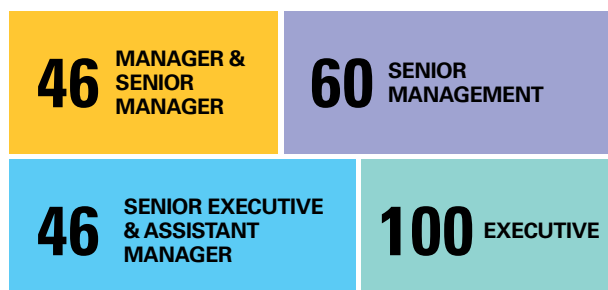 46 MANAGER &
SENIOR
MANAGER
60 SENIOR
MANAGEMENT
46 SENIOR EXECUTIVE
& ASSISTANT
MANAGER
100 EXECUTIVE